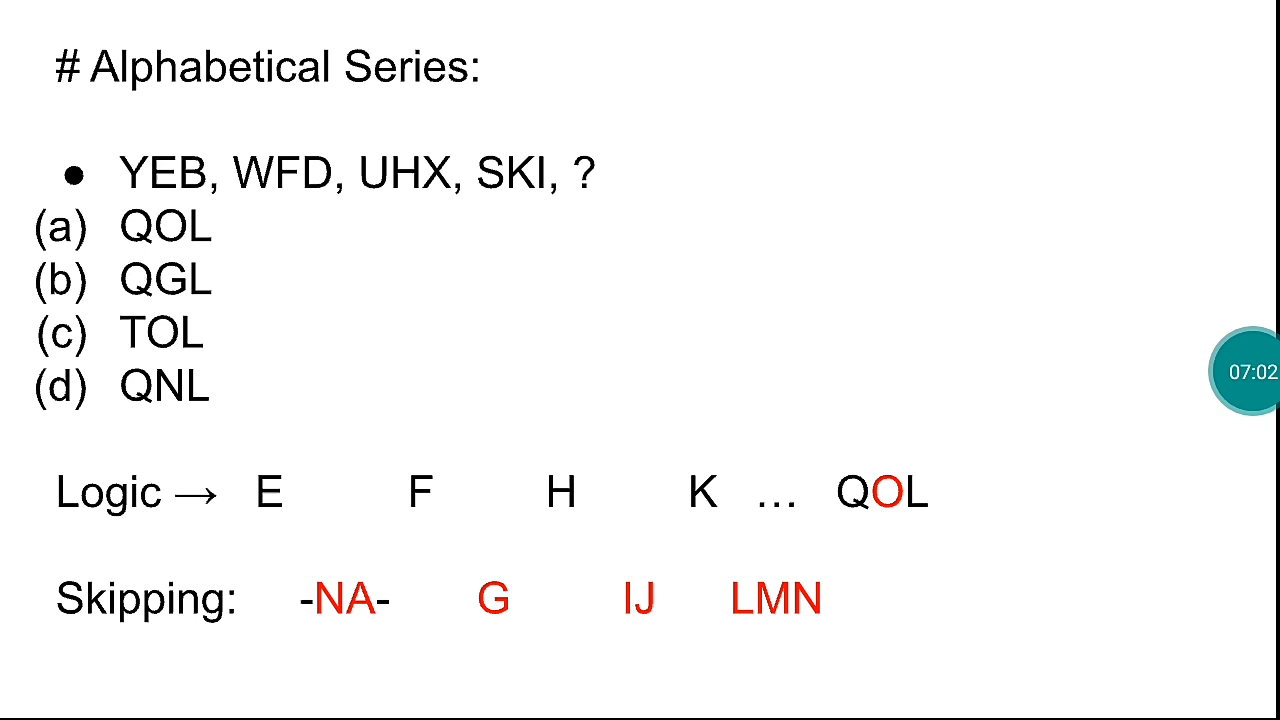 # Alphabetical Series:
● YEB, WFD, UHX, SKI, ?
(a) QOL
(b) QGL
(c) TOL
(d) QNL
Logic → E F H K ... QOL
Skipping: -NA- G IJ LMN
07:02